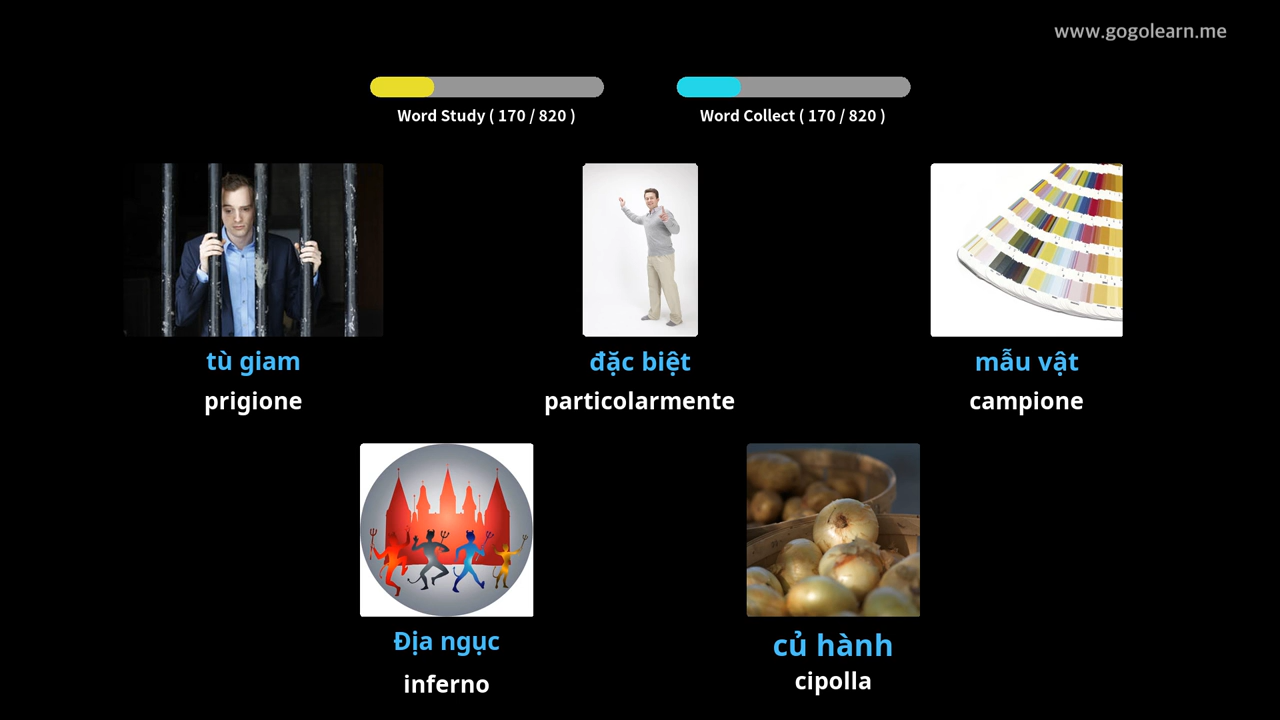 www.gogolearn.me
Word Study ( 170 / 820 )
Word Collect ( 170 / 820 )
tù giam
prigione
đặc biệt
particolarmente
mẫu vật
campione
Địa ngục
inferno
củ hành
cipolla